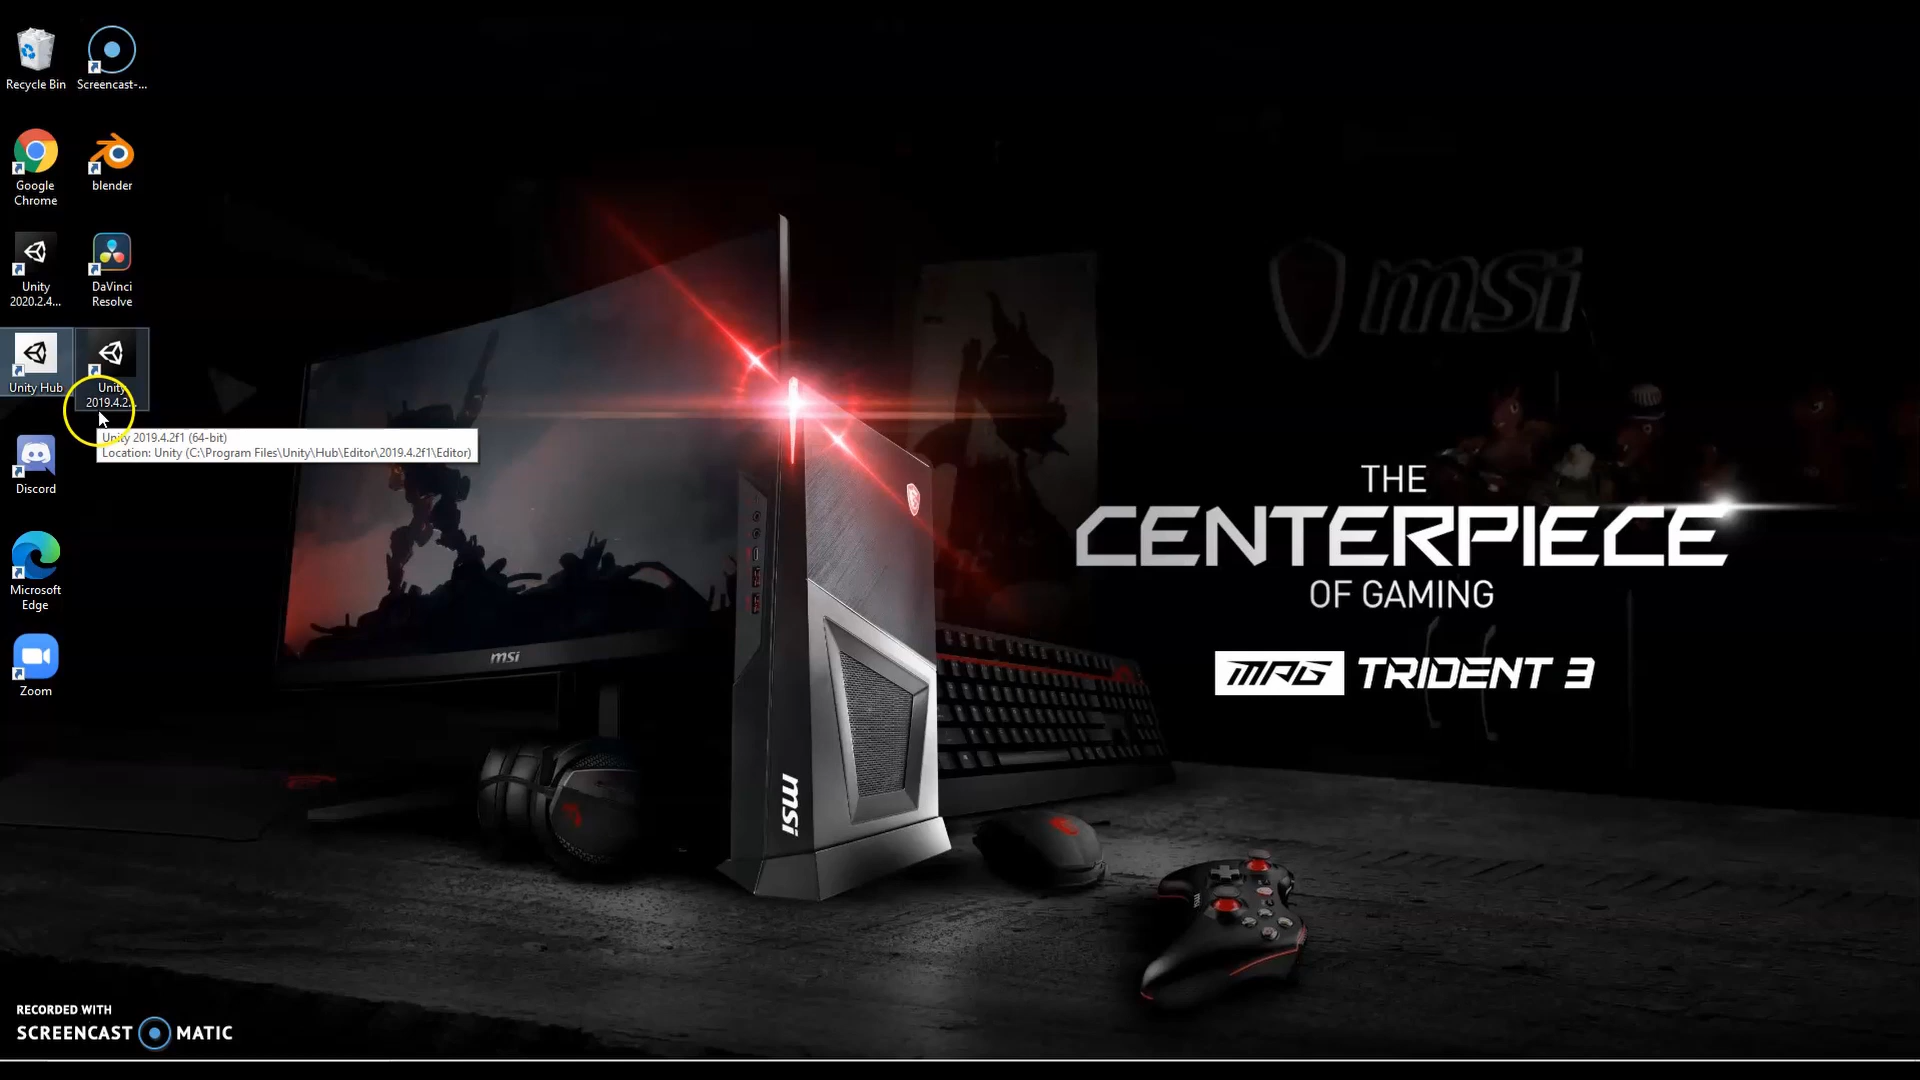 Recycle Bin
Screencast-...
Google
Chrome
blender
Unity
2020.2.4...
DaVinci
Resolve
Unity Hub
Unity
2019.4.2...
Unity 2019.4.2f1 (64-bit)
Location: Unity (C:\Program Files\Unity\Hub\Editor\2019.4.2f1\Editor)
Discord
Microsoft
Edge
Zoom
msi
msi
msi
THE
CENTERPIECE
OF GAMING
MPG TRIDENT 3
RECORDED WITH
SCREENCAST MATIC